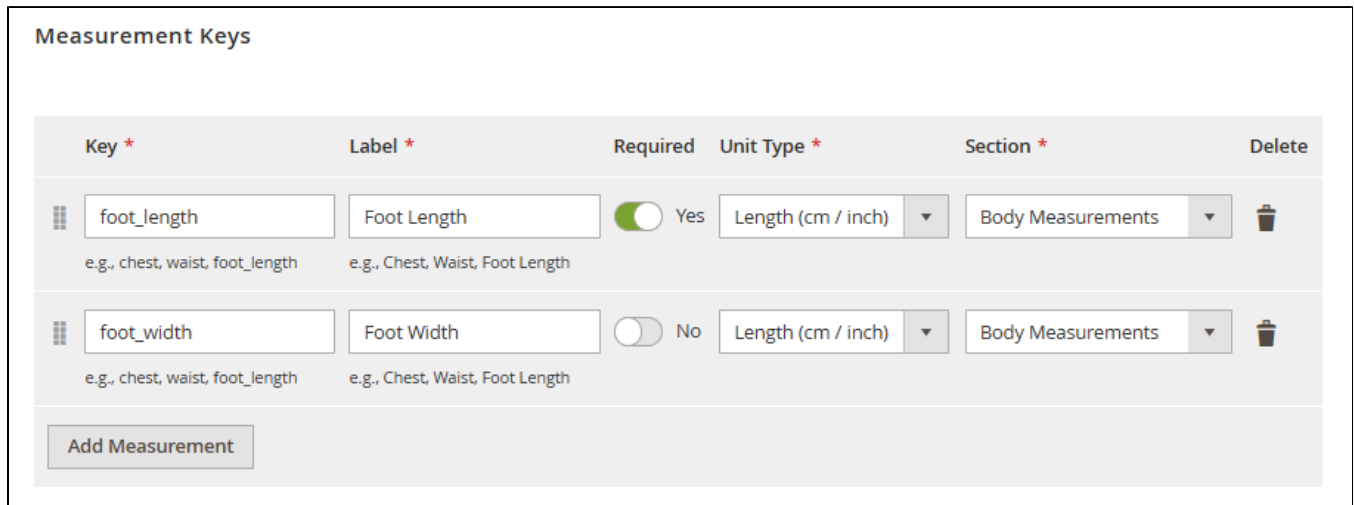 Measurement Keys
Key * Label * Required Unit Type * Section * Delete
foot_length Foot Length Yes Length (cm / inch) Body Measurements
e.g., chest, waist, foot_length e.g., Chest, Waist, Foot Length
foot_width Foot Width No Length (cm / inch) Body Measurements
e.g., chest, waist, foot_length e.g., Chest, Waist, Foot Length
Add Measurement